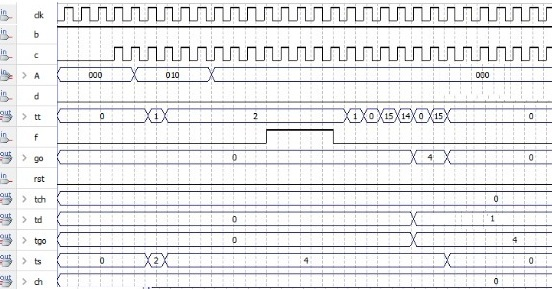 in clk
in b
in c
in > A 000 010 000
in d
out > tt 0 1 2 1 0 15 14 0 15 0
in f
out > go 0 4 0
in rst
out > tch 0
out > td 0 1
out > tgo 0 4
out > ts 0 2 4 0
out > ch 0